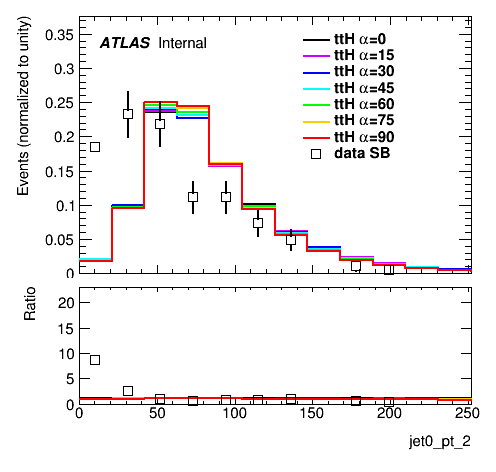 Events (normalized to unity)
0.35
0.3
0.25
0.2
0.15
0.1
0.05
0
ATLAS Internal
ttH α=0
ttH α=15
ttH α=30
ttH α=45
ttH α=60
ttH α=75
ttH α=90
data SB
Ratio
20
15
10
5
0
0 50 100 150 200 250
jet0_pt_2